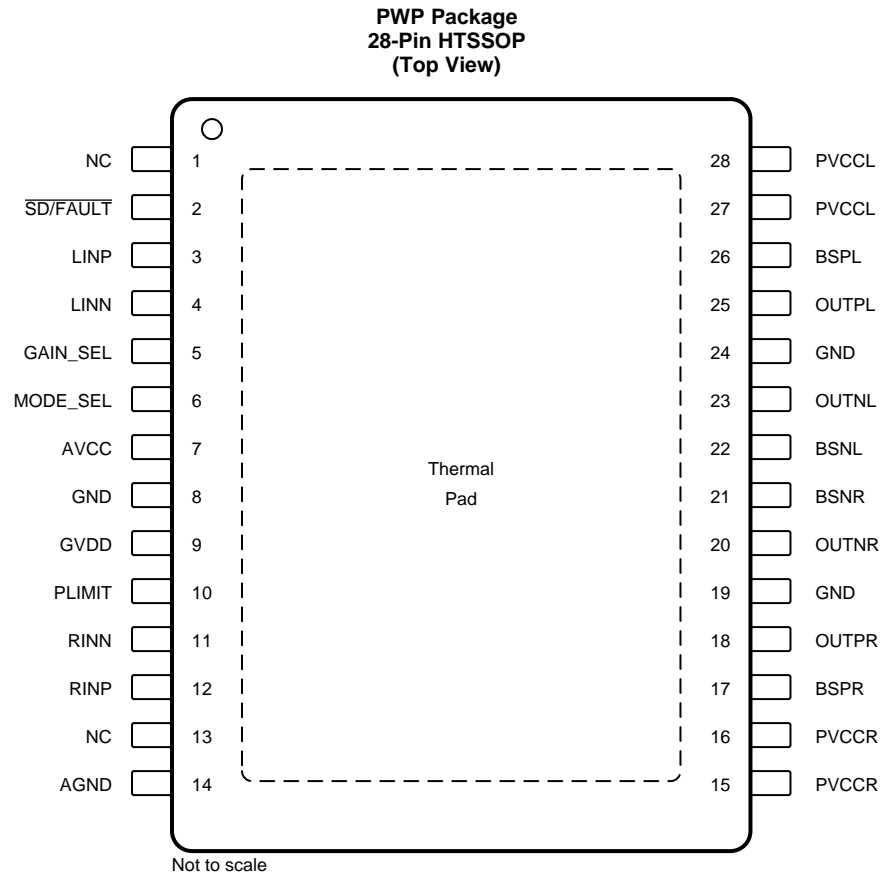 PWP Package
28-Pin HTSSOP
(Top View)
NC 1 28 PVCCL
SD/FAULT 2 27 PVCCL
LINP 3 26 BSPL
LINN 4 25 OUTPL
GAIN_SEL 5 24 GND
MODE_SEL 6 23 OUTNL
AVCC 7 22 BSNL
Thermal
Pad
GND 8 21 BSNR
GVDD 9 20 OUTNR
PLIMIT 10 19 GND
RINN 11 18 OUTPR
RINP 12 17 BSPR
NC 13 16 PVCCR
AGND 14 15 PVCCR
Not to scale